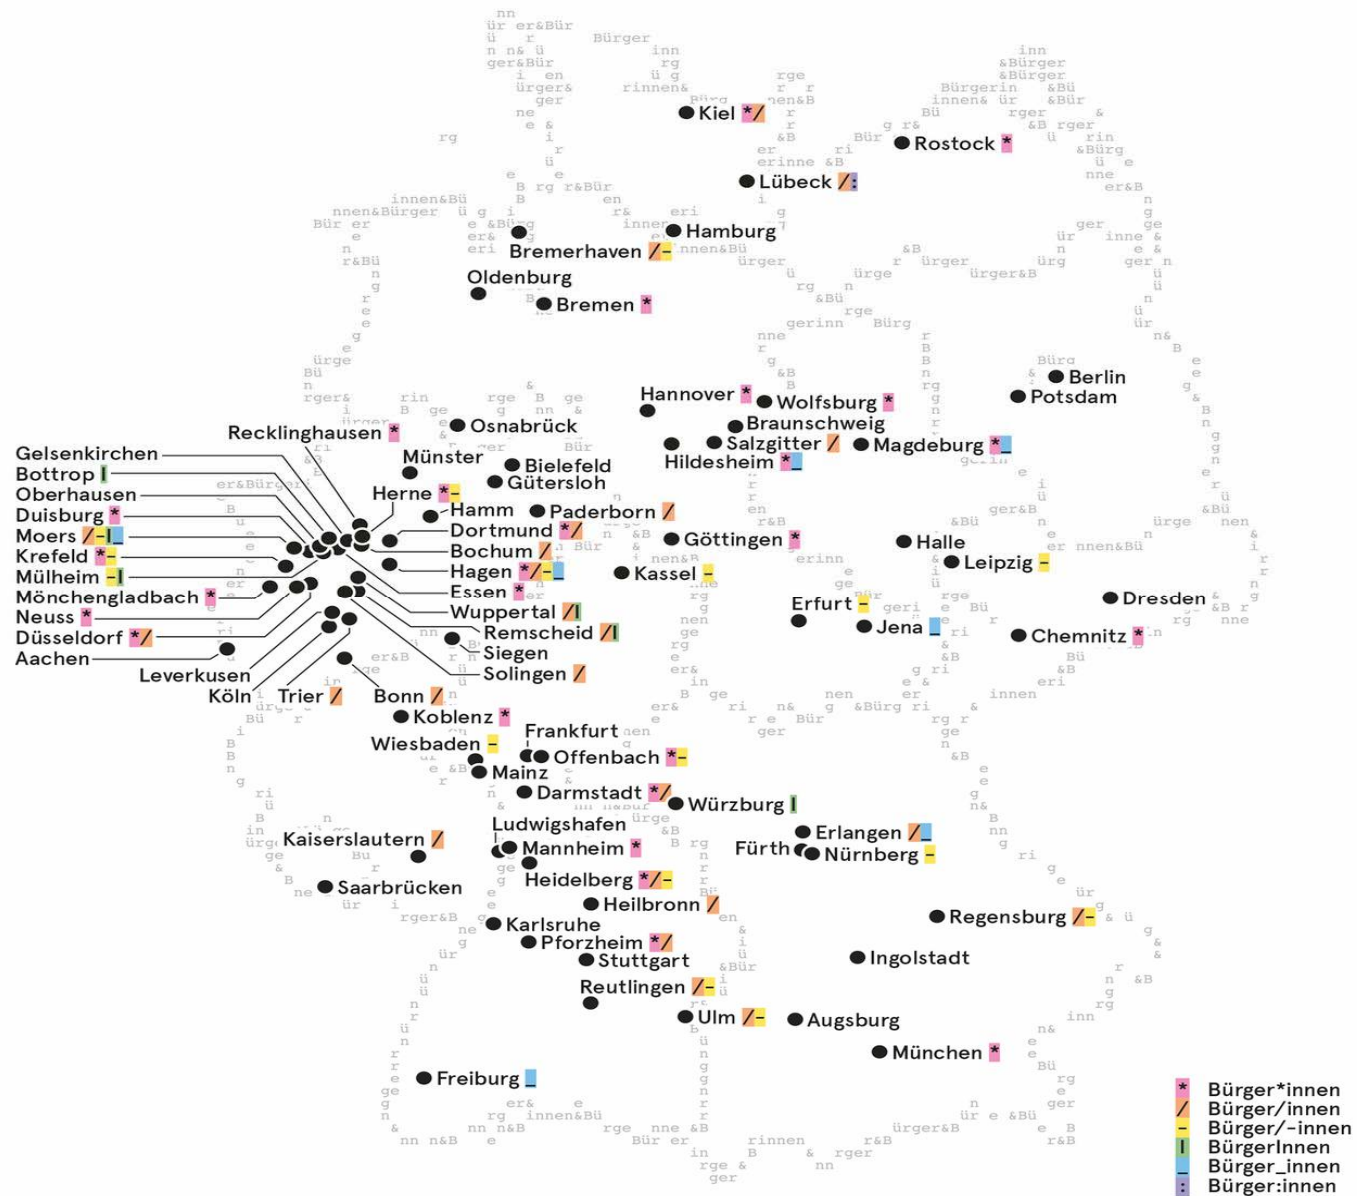 Kiel */
Rostock *
Lübeck /:
Hamburg
Bremerhaven /-
Oldenburg
Bremen *
Berlin
Potsdam
Hannover *
Wolfsburg *
Braunschweig
Salzgitter /
Magdeburg *_
Hildesheim *_
Osnabrück
Recklinghausen *
Gelsenkirchen
Bottrop I
Oberhausen
Duisburg *
Moers /-I_
Krefeld *-
Mülheim -I
Mönchengladbach *
Neuss *
Düsseldorf */
Aachen
Leverkusen
Köln
Trier /
Bonn /
Münster
Bielefeld
Gütersloh
Herne *-
Hamm
Paderborn /
Dortmund */
Bochum /
Hagen */-_
Essen *
Wuppertal /I
Remscheid /I
Siegen
Solingen /
Göttingen *
Kassel -
Halle
Leipzig -
Erfurt -
Jena _
Dresden
Chemnitz *
Koblenz *
Wiesbaden -
Frankfurt
Offenbach *-
Mainz
Darmstadt */
Würzburg I
Ludwigshafen
Kaiserslautern /
Mannheim *
Erlangen /_
Fürth
Nürnberg -
Heidelberg */-
Saarbrücken
Heilbronn /
Regensburg /-
Karlsruhe
Pforzheim */
Stuttgart
Ingolstadt
Reutlingen /-
Ulm /-
Augsburg
München *
Freiburg _
* Bürger*innen
/ Bürger/innen
- Bürger/-innen
I BürgerInnen
_ Bürger_innen
: Bürger:innen